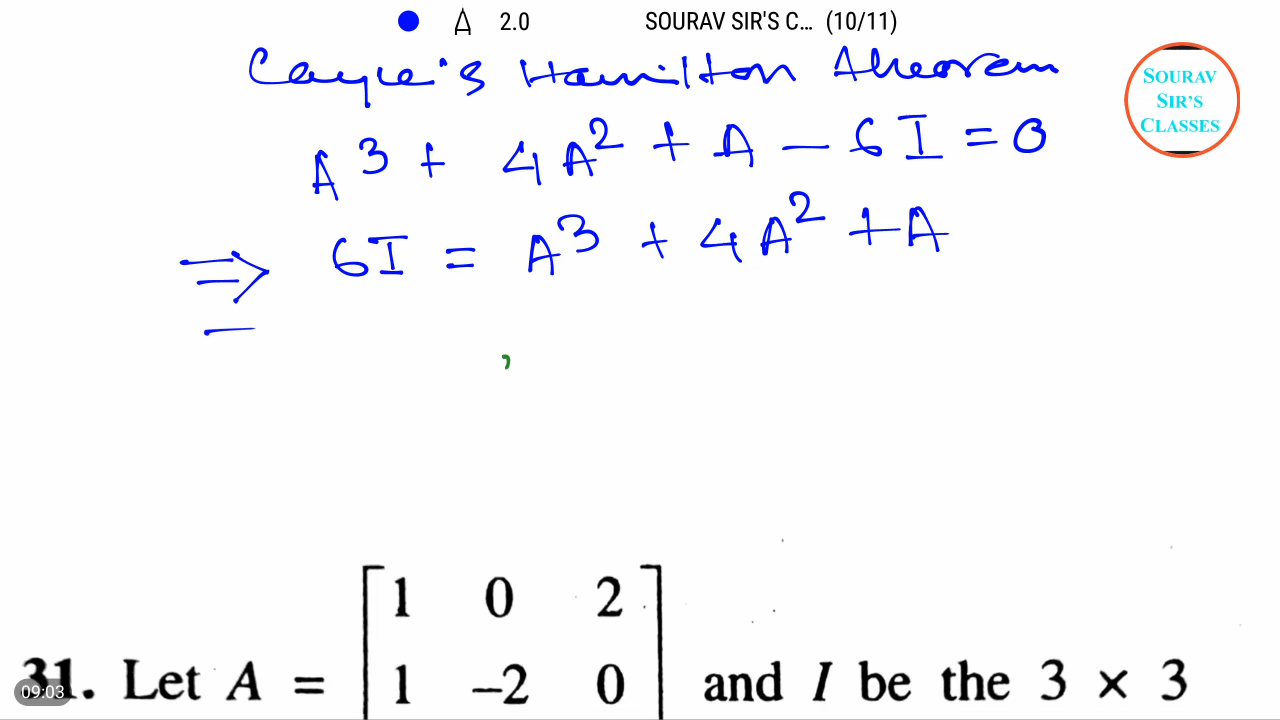 A 2.0 SOURAV SIR'S C... (10/11)
Cayle's Hamilton Theorem
SOURAV
SIR'S
CLASSES
A³ + 4A² + A − 6I = 0
⇒ 6I = A³ + 4A² + A
1 0 2
31. Let A = 1 −2 0 and I be the 3 × 3
09:03